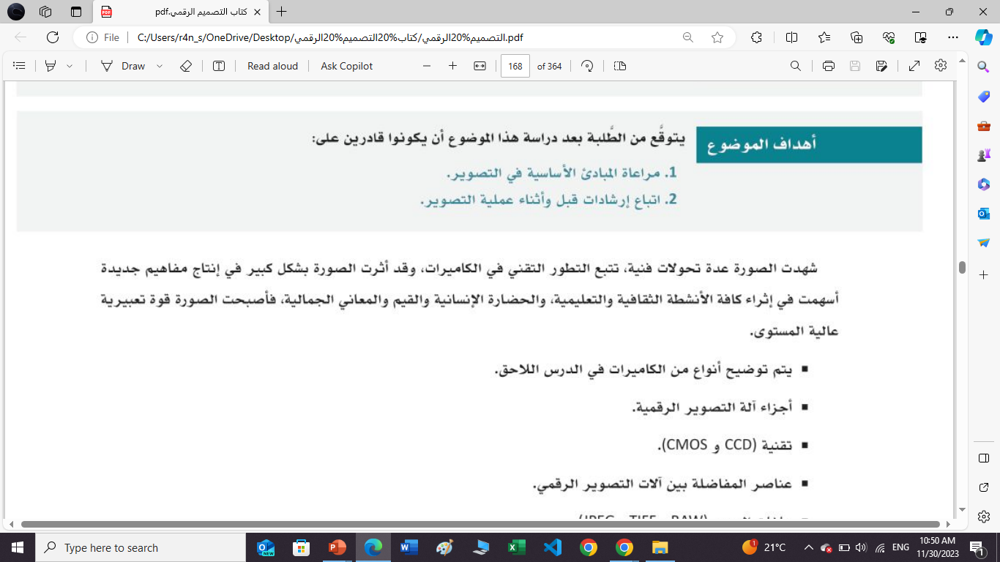 كتاب التصميم الرقمي.pdf
File
C:/Users/r4n_s/OneDrive/Desktop/التصميم%20الرقمي/كتاب%20التصميم%20الرقمي.pdf
Draw
Read aloud
Ask Copilot
168
of 364
أهداف الموضوع
يتوقَّع من الطَّلبة بعد دراسة هذا الموضوع أن يكونوا قادرين على:
1. مراعاة المبادئ الأساسية في التصوير.
2. اتباع إرشادات قبل وأثناء عملية التصوير.
شهدت الصورة عدة تحولات فنية، تتبع التطور التقني في الكاميرات، وقد أثرت الصورة بشكل كبير في إنتاج مفاهيم جديدة
أسهمت في إثراء كافة الأنشطة الثقافية والتعليمية، والحضارة الإنسانية والقيم والمعاني الجمالية، فأصبحت الصورة قوة تعبيرية
عالية المستوى.
▪ يتم توضيح أنواع من الكاميرات في الدرس اللاحق.
▪ أجزاء آلة التصوير الرقمية.
▪ تقنية (CCD و CMOS).
▪ عناصر المفاضلة بين آلات التصوير الرقمي.
Type here to search
21°C
ENG
10:50 AM
11/30/2023